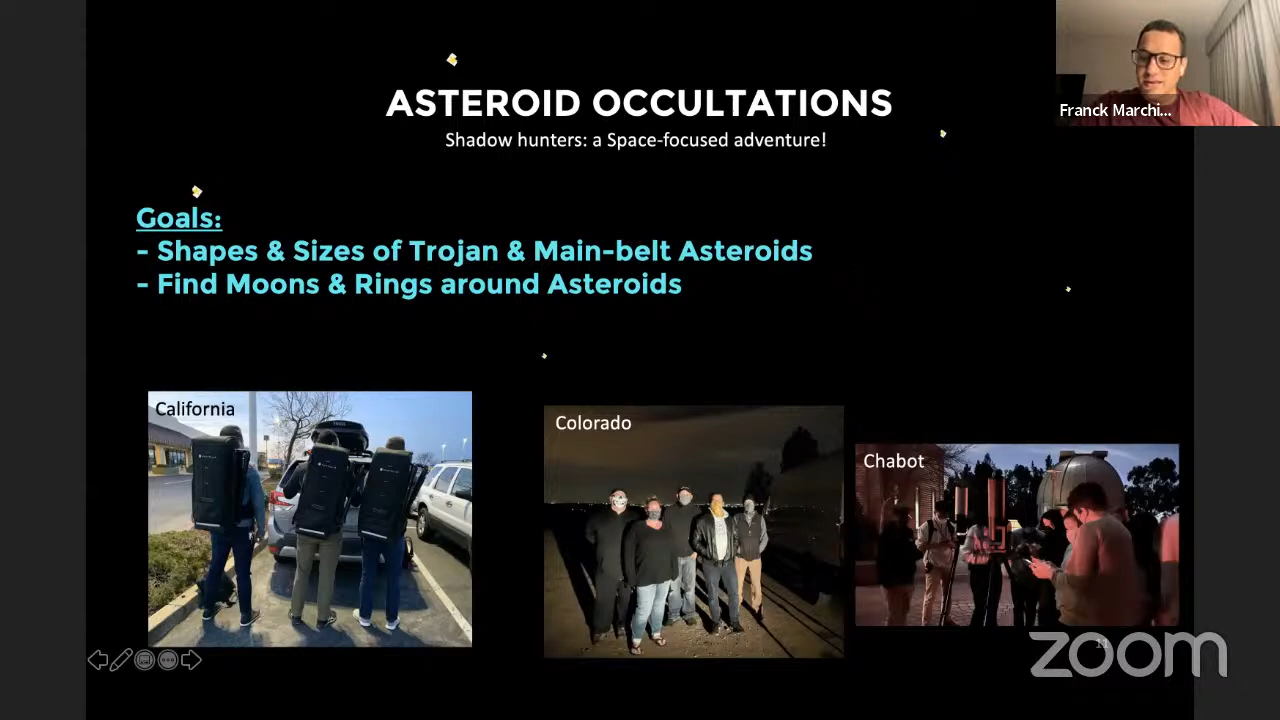 ASTEROID OCCULTATIONS
Shadow hunters: a Space-focused adventure!
Franck Marchi...
Goals:
- Shapes & Sizes of Trojan & Main-belt Asteroids
- Find Moons & Rings around Asteroids
California
Colorado
Chabot
11
zoom